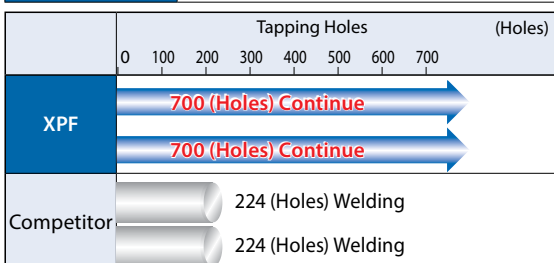 Tapping Holes (Holes)
0 100 200 300 400 500 600 700
XPF
700 (Holes) Continue
700 (Holes) Continue
Competitor
224 (Holes) Welding
224 (Holes) Welding